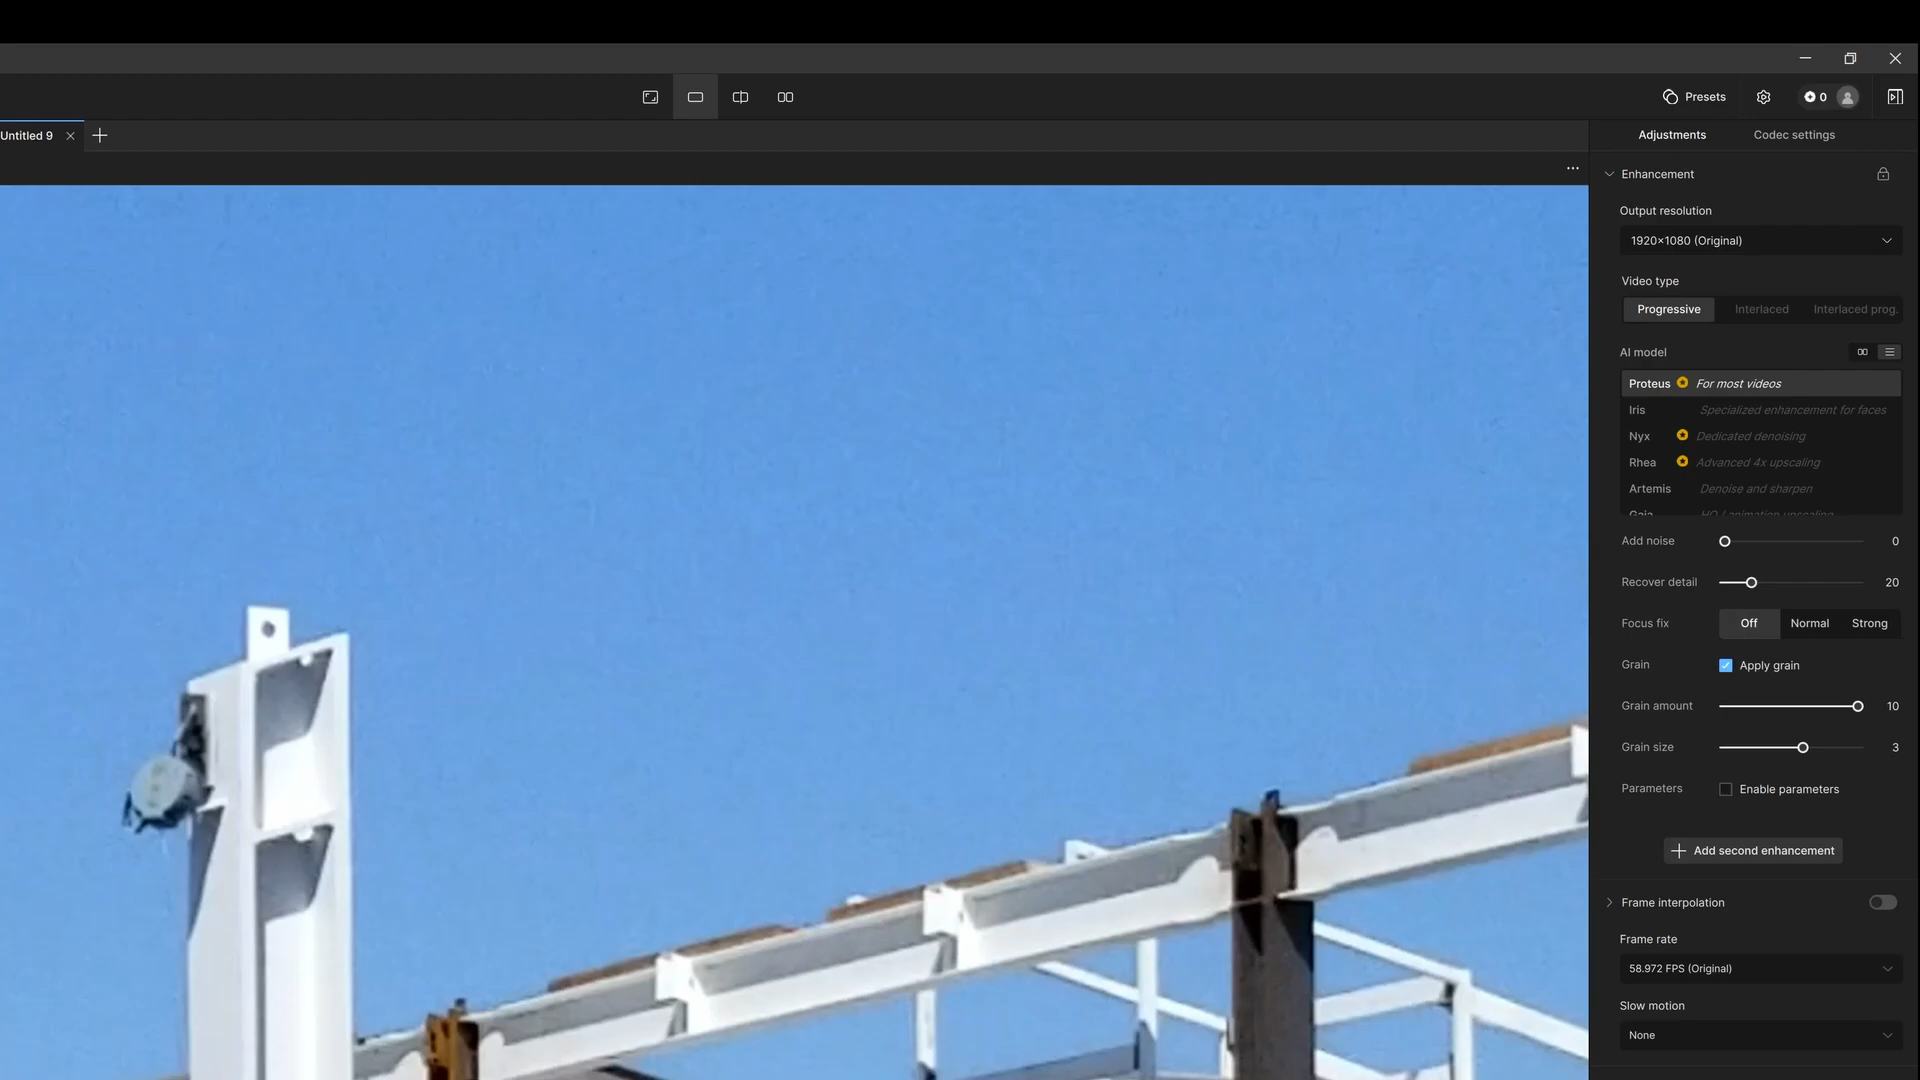 Presets
0
Untitled 9
Adjustments
Codec settings
Enhancement
Output resolution
1920×1080 (Original)
Video type
Progressive
Interlaced
Interlaced prog.
AI model
Proteus For most videos
Iris Specialized enhancement for faces
Nyx Dedicated denoising
Rhea Advanced 4x upscaling
Artemis Denoise and sharpen
Gaia HQ / animation upscaling
Add noise 0
Recover detail 20
Focus fix Off Normal Strong
Grain Apply grain
Grain amount 10
Grain size 3
Parameters Enable parameters
Add second enhancement
Frame interpolation
Frame rate
58.972 FPS (Original)
Slow motion
None